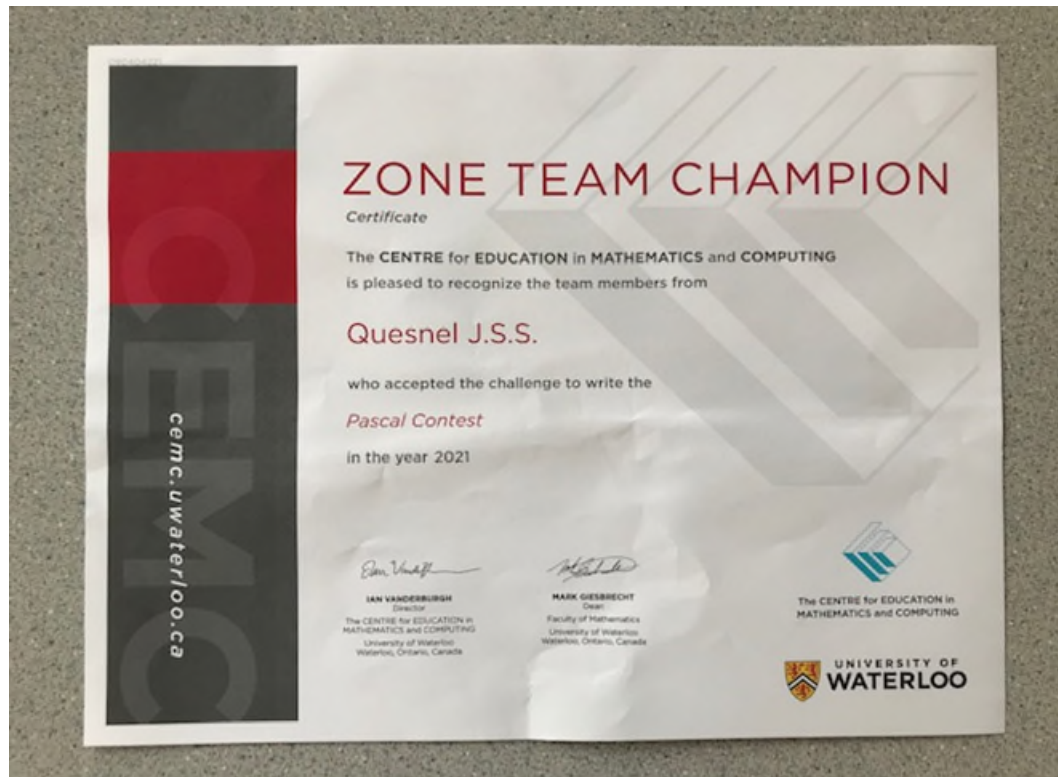 ZONE TEAM CHAMPION
Certificate
The CENTRE for EDUCATION in MATHEMATICS and COMPUTING
is pleased to recognize the team members from
Quesnel J.S.S.
who accepted the challenge to write the
Pascal Contest
in the year 2021
CEMC
cemc.uwaterloo.ca
IAN VANDERBURGH
Director
The CENTRE for EDUCATION in
MATHEMATICS and COMPUTING
University of Waterloo
Waterloo, Ontario, Canada
MARK GIESBRECHT
Dean
Faculty of Mathematics
University of Waterloo
Waterloo, Ontario, Canada
The CENTRE for EDUCATION in
MATHEMATICS and COMPUTING
UNIVERSITY OF
WATERLOO